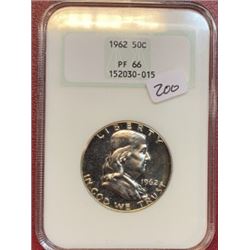 1962 50C
PF 66
152030-015
200
LIBERTY
1962
IN GOD WE TRUST